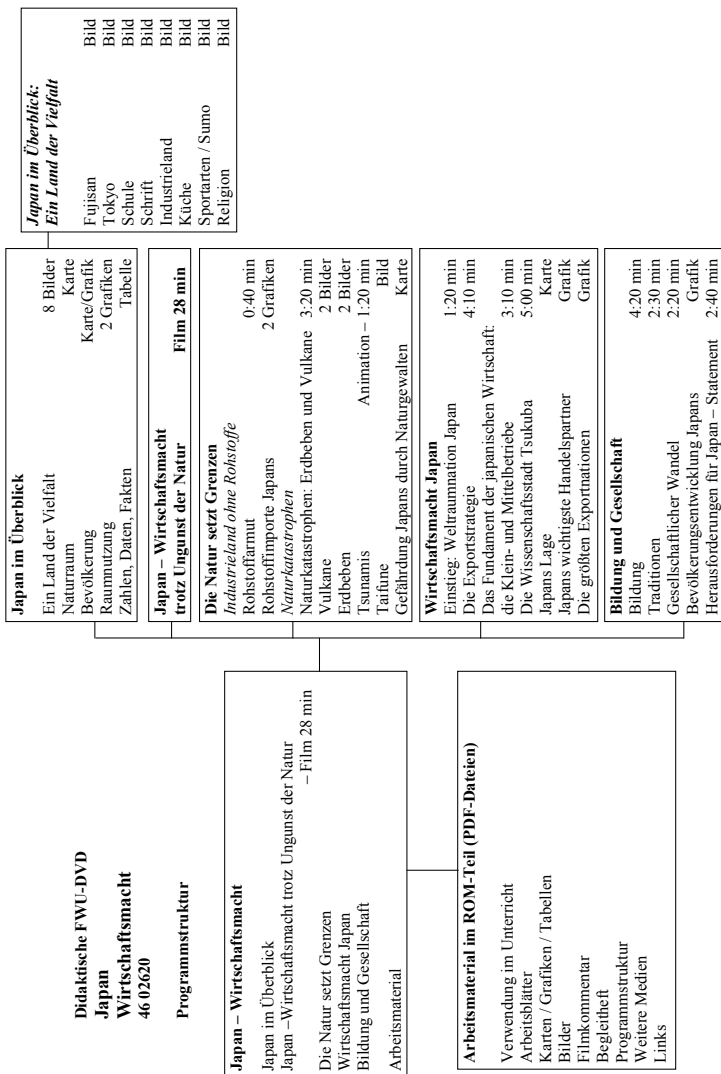 Didaktische FWU-DVD
Japan
Wirtschaftsmacht
46 02620
Programmstruktur
Japan – Wirtschaftsmacht
Japan im Überblick
Japan –Wirtschaftsmacht trotz Ungunst der Natur
– Film 28 min
Die Natur setzt Grenzen
Wirtschaftsmacht Japan
Bildung und Gesellschaft
Arbeitsmaterial
Arbeitsmaterial im ROM-Teil (PDF-Dateien)
Verwendung im Unterricht
Arbeitsblätter
Karten / Grafiken / Tabellen
Bilder
Filmkommentar
Begleitheft
Programmstruktur
Weitere Medien
Links
Japan im Überblick
Ein Land der Vielfalt 8 Bilder
Naturraum Karte
Bevölkerung Karte/Grafik
Raumnutzung 2 Grafiken
Zahlen, Daten, Fakten Tabelle
Japan – Wirtschaftsmacht
trotz Ungunst der Natur Film 28 min
Die Natur setzt Grenzen
Industrieland ohne Rohstoffe
Rohstoffarmut 0:40 min
Rohstoffimporte Japans 2 Grafiken
Naturkatastrophen
Naturkatastrophen: Erdbeben und Vulkane 3:20 min
Vulkane 2 Bilder
Erdbeben 2 Bilder
Tsunamis Animation – 1:20 min
Taifune Bild
Gefährdung Japans durch Naturgewalten Karte
Wirtschaftsmacht Japan
Einstieg: Weltraumnation Japan 1:20 min
Die Exportstrategie 4:10 min
Das Fundament der japanischen Wirtschaft:
die Klein- und Mittelbetriebe 3:10 min
Die Wissenschaftsstadt Tsukuba 5:00 min
Japans Lage Karte
Japans wichtigste Handelspartner Grafik
Die größten Exportnationen Grafik
Bildung und Gesellschaft
Bildung 4:20 min
Traditionen 2:30 min
Gesellschaftlicher Wandel 2:20 min
Bevölkerungsentwicklung Japans Grafik
Herausforderungen für Japan – Statement 2:40 min
Japan im Überblick:
Ein Land der Vielfalt
Fujisan Bild
Tokyo Bild
Schule Bild
Schrift Bild
Industrieland Bild
Küche Bild
Sportarten / Sumo Bild
Religion Bild